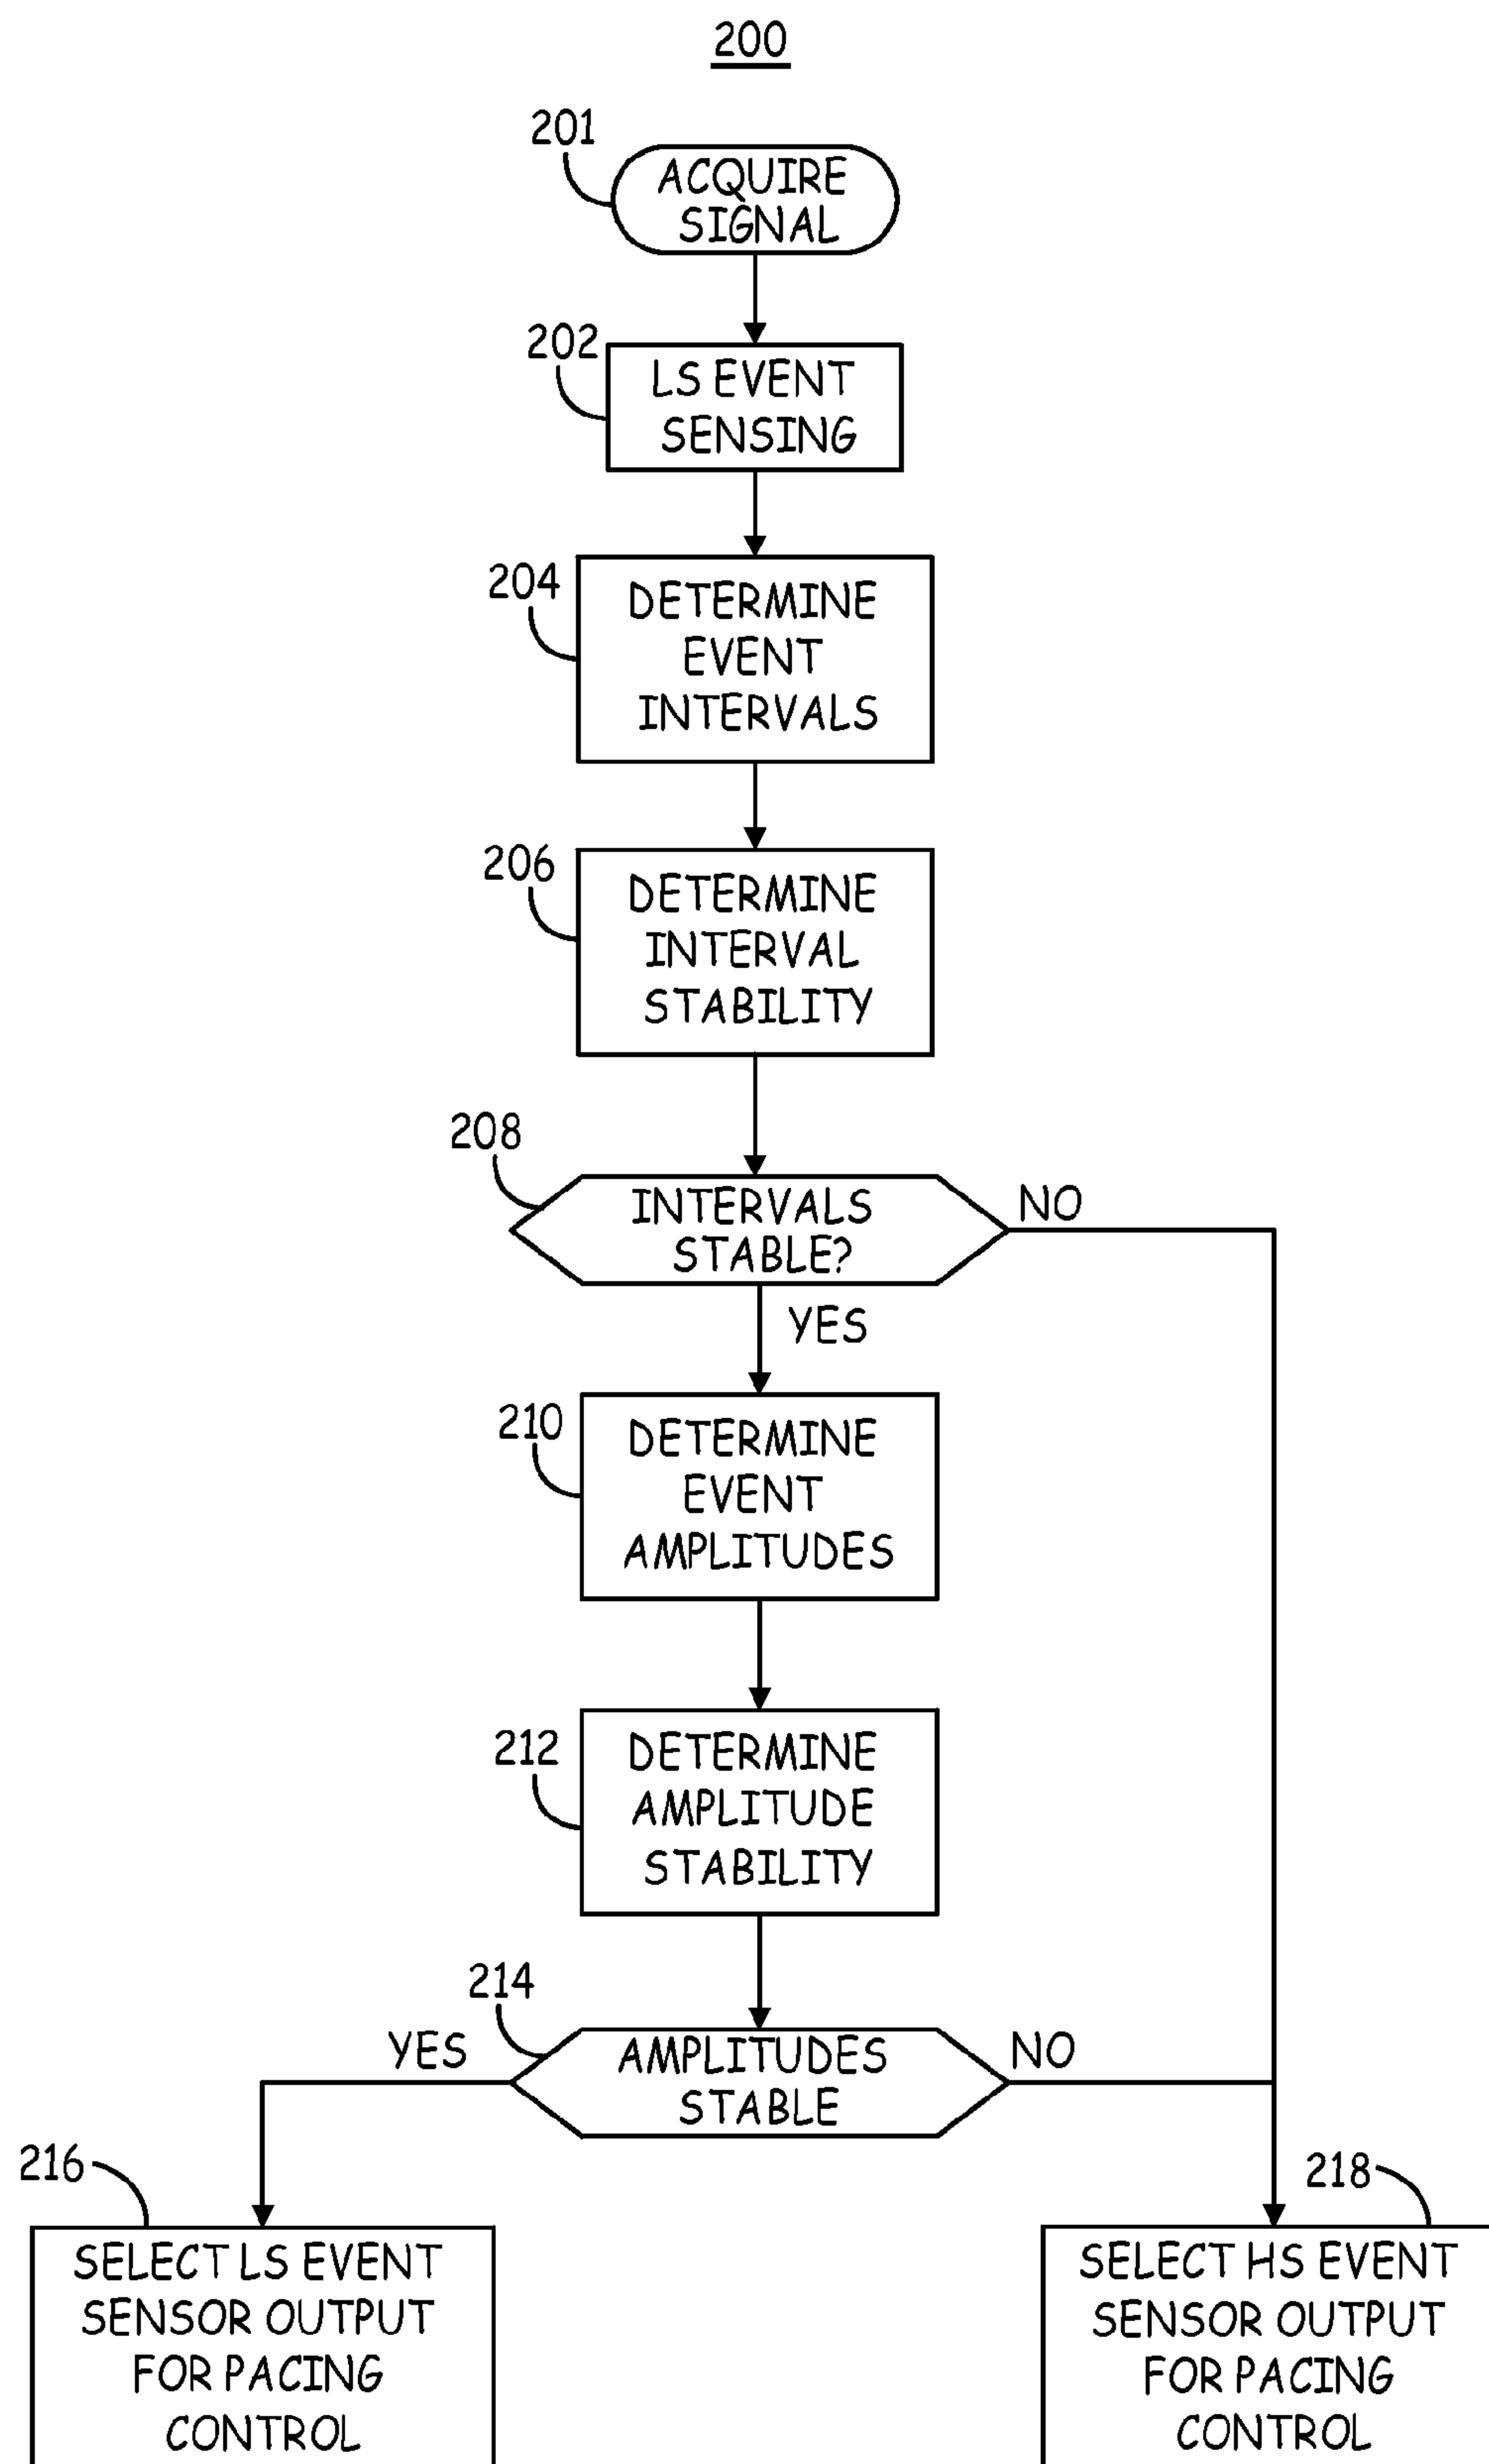 200
201
ACQUIRE
SIGNAL
202
LS EVENT
SENSING
204
DETERMINE
EVENT
INTERVALS
206
DETERMINE
INTERVAL
STABILITY
208
INTERVALS
STABLE?
NO
YES
210
DETERMINE
EVENT
AMPLITUDES
212
DETERMINE
AMPLITUDE
STABILITY
214
YES
AMPLITUDES
STABLE
NO
216
SELECT LS EVENT
SENSOR OUTPUT
FOR PACING
CONTROL
218
SELECT HS EVENT
SENSOR OUTPUT
FOR PACING
CONTROL